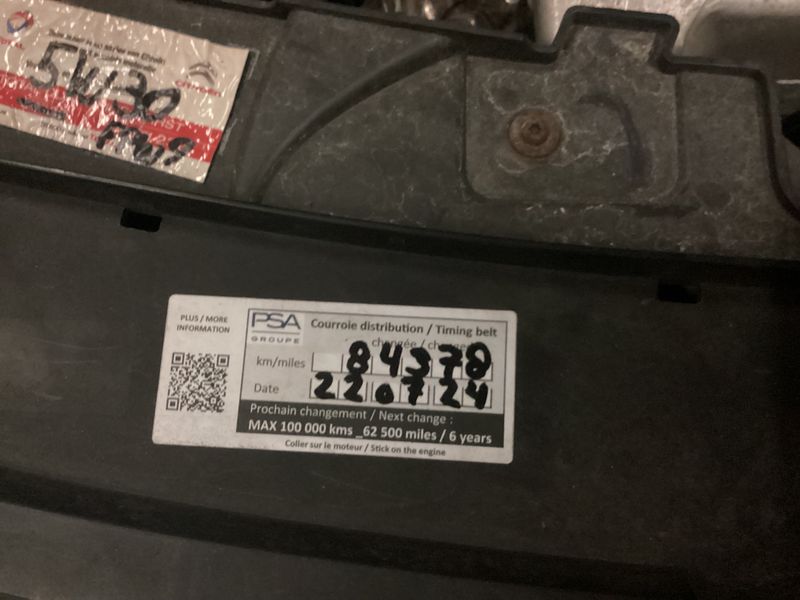 TOTAL
CITROËN
5W30
PLUS / MORE
INFORMATION
PSA
GROUPE
Courroie distribution / Timing belt
changée / changed
km/miles 84378
Date 220724
Prochain changement / Next change :
MAX 100 000 kms _62 500 miles / 6 years
Coller sur le moteur / Stick on the engine